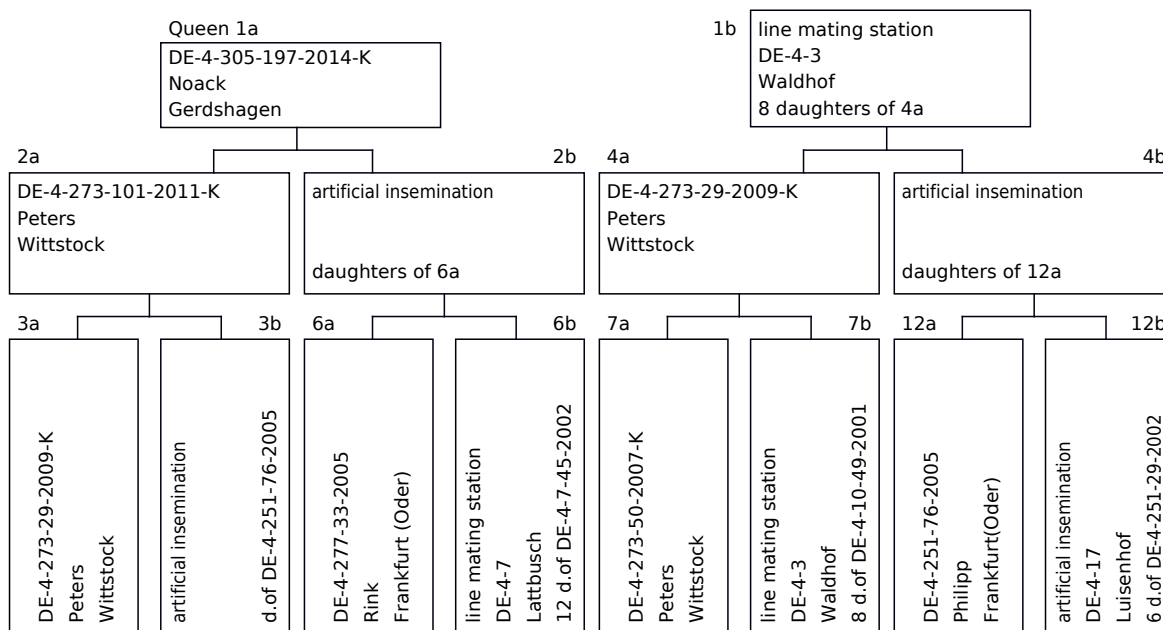 Queen 1a
DE-4-305-197-2014-K
Noack
Gerdshagen
1b
line mating station
DE-4-3
Waldhof
8 daughters of 4a
2a
DE-4-273-101-2011-K
Peters
Wittstock
2b
artificial insemination
daughters of 6a
4a
DE-4-273-29-2009-K
Peters
Wittstock
4b
artificial insemination
daughters of 12a
3a
DE-4-273-29-2009-K
Peters
Wittstock
3b
artificial insemination
d.of DE-4-251-76-2005
6a
DE-4-277-33-2005
Rink
Frankfurt (Oder)
6b
line mating station
DE-4-7
Lattbusch
12 d.of DE-4-7-45-2002
7a
DE-4-273-50-2007-K
Peters
Wittstock
7b
line mating station
DE-4-3
Waldhof
8 d.of DE-4-10-49-2001
12a
DE-4-251-76-2005
Philipp
Frankfurt(Oder)
12b
artificial insemination
DE-4-17
Luisenhof
6 d.of DE-4-251-29-2002